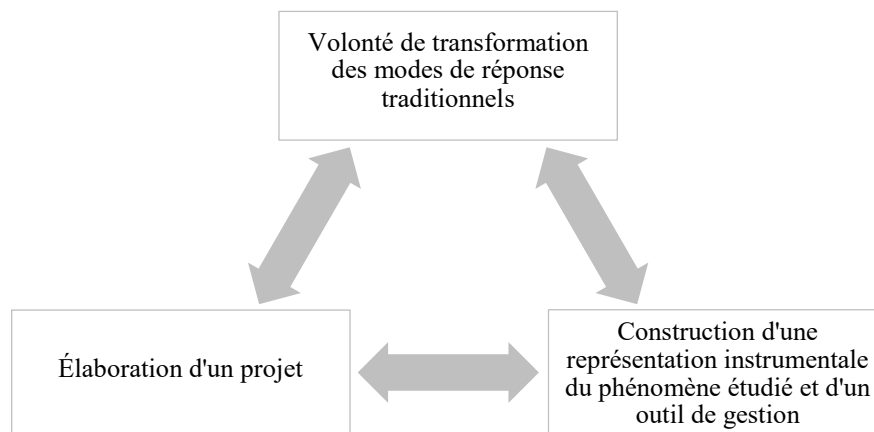 Volonté de transformation
des modes de réponse
traditionnels
Élaboration d'un projet
Construction d'une
représentation instrumentale
du phénomène étudié et d'un
outil de gestion